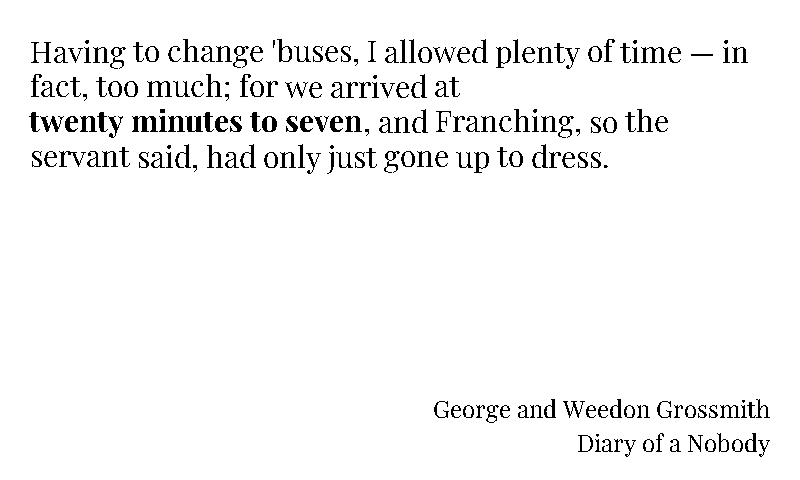 Having to change 'buses, I allowed plenty of time — in
fact, too much; for we arrived at
twenty minutes to seven, and Franching, so the
servant said, had only just gone up to dress.
George and Weedon Grossmith
Diary of a Nobody